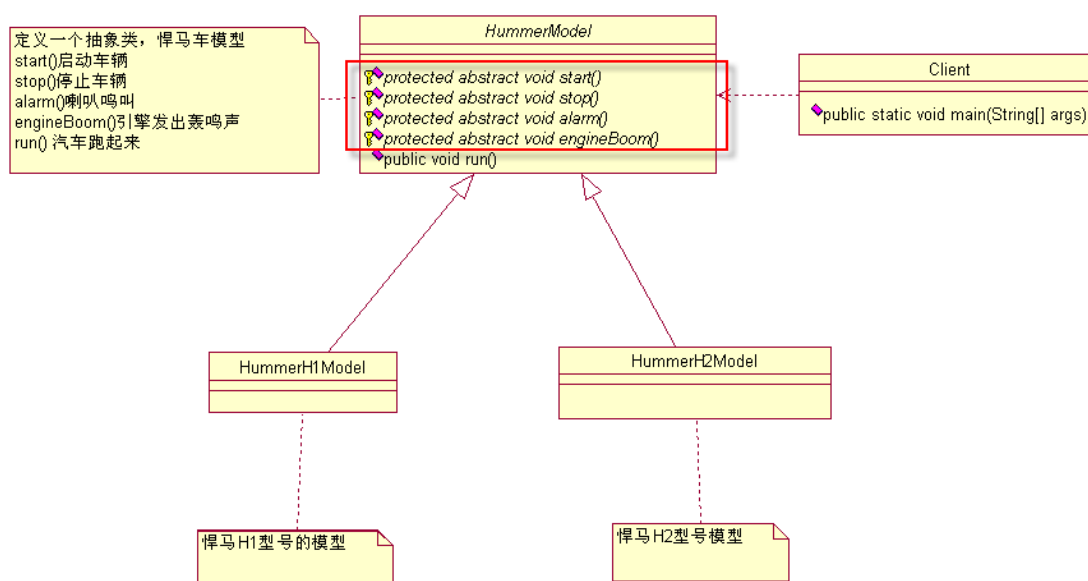 定义一个抽象类，悍马车模型
start()启动车辆
stop()停止车辆
alarm()喇叭鸣叫
engineBoom()引擎发出轰鸣声
run() 汽车跑起来
HummerModel
protected abstract void start()
protected abstract void stop()
protected abstract void alarm()
protected abstract void engineBoom()
public void run()
Client
public static void main(String[] args)
HummerH1Model
HummerH2Model
悍马H1型号的模型
悍马H2型号模型